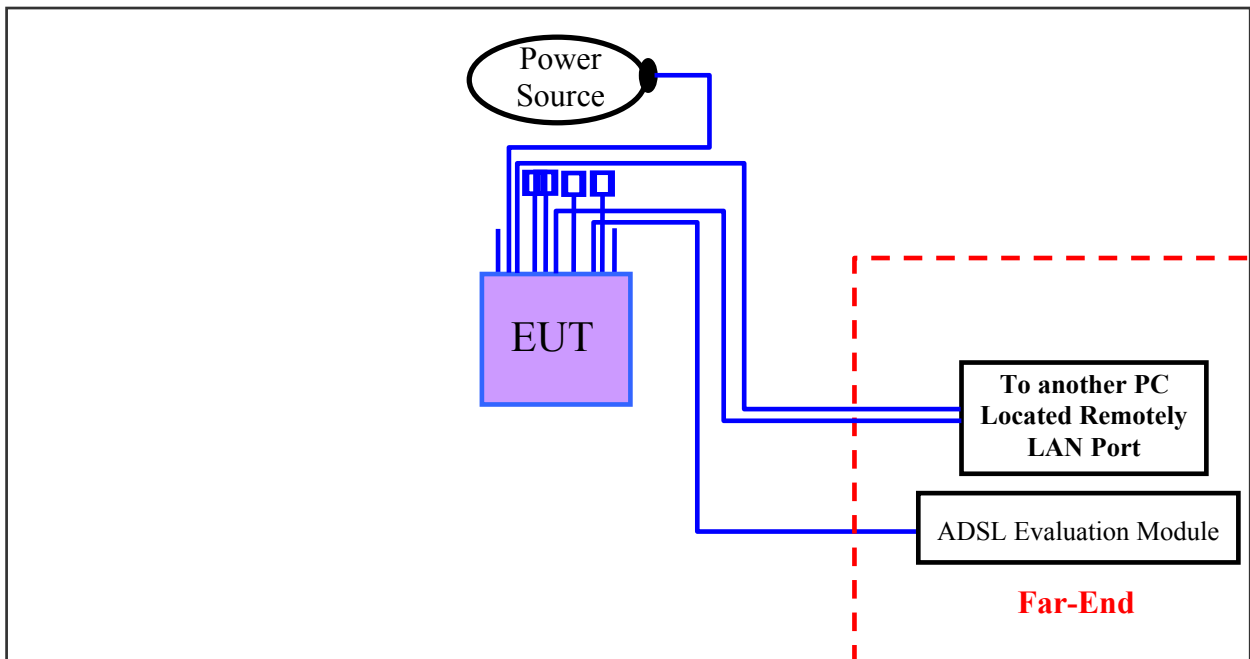 Power
Source
EUT
To another PC
Located Remotely
LAN Port
ADSL Evaluation Module
Far-End